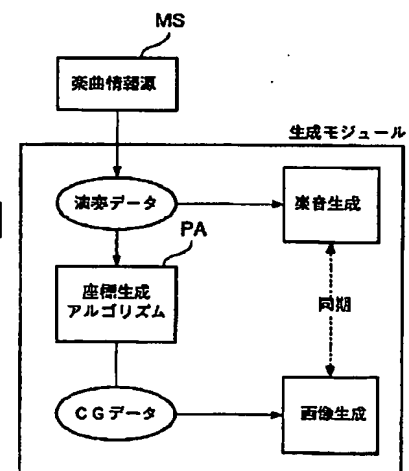 MS
楽曲情報源
生成モジュール
演奏データ
楽音生成
PA
座標生成
アルゴリズム
同期
CGデータ
画像生成